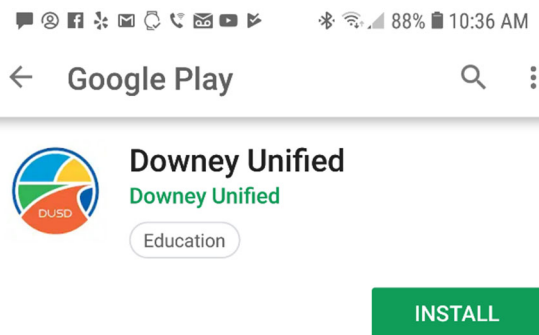 88% 10:36 AM
Google Play
Downey Unified
DUSD
Downey Unified
Education
INSTALL